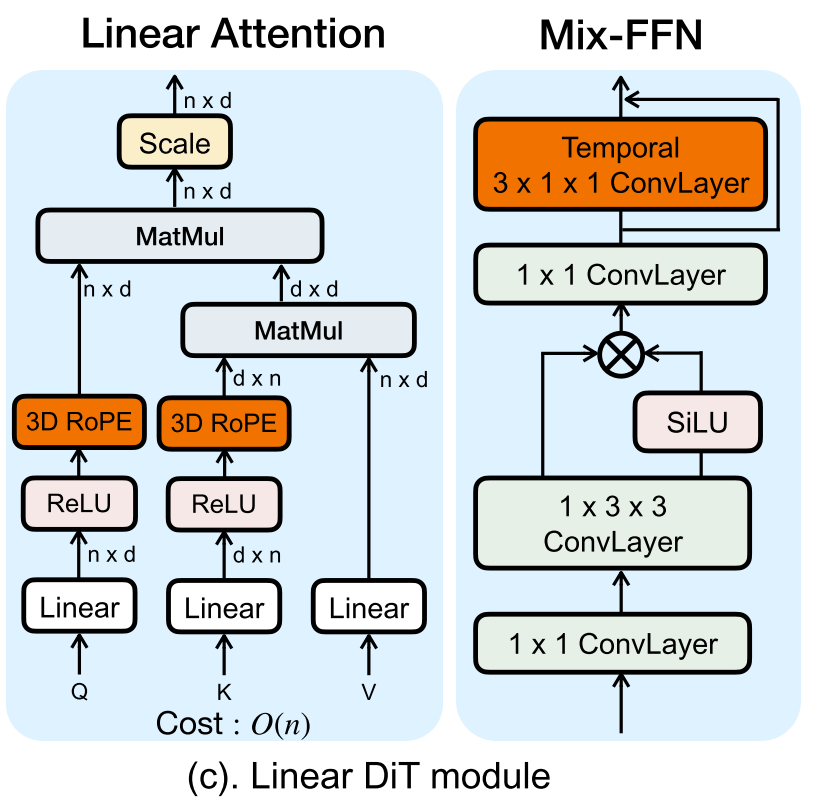 Linear Attention
n x d
Scale
n x d
MatMul
n x d
d x d
MatMul
d x n
n x d
3D RoPE
3D RoPE
ReLU
ReLU
n x d
d x n
Linear
Linear
Linear
Q
K
V
Cost : O(n)
Mix-FFN
Temporal
3 x 1 x 1 ConvLayer
1 x 1 ConvLayer
SiLU
1 x 3 x 3
ConvLayer
1 x 1 ConvLayer
(c). Linear DiT module